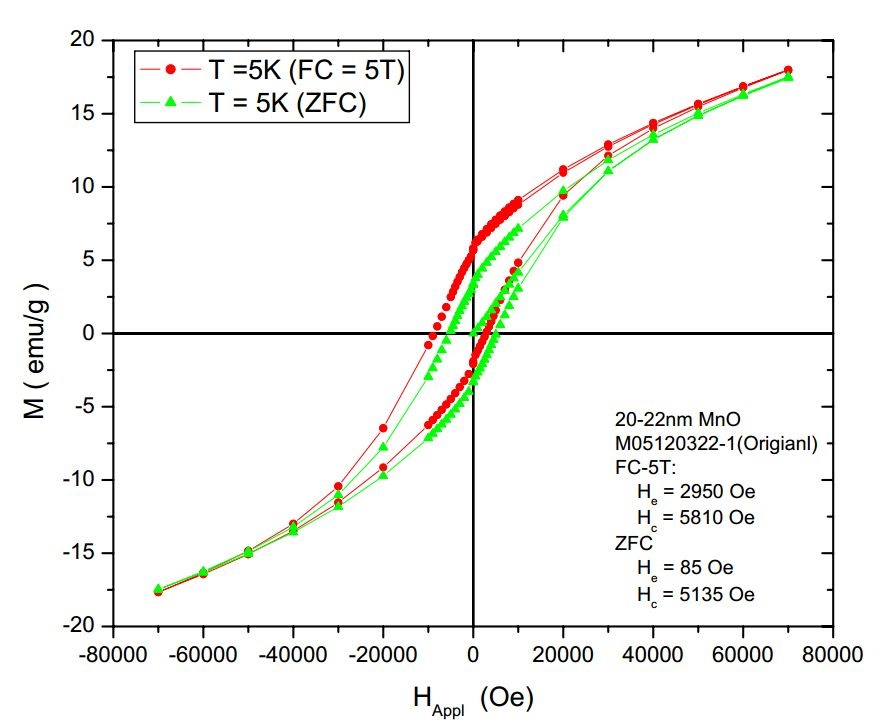 T =5K (FC = 5T)
T = 5K (ZFC)
20
15
10
5
0
-5
-10
-15
-20
M ( emu/g )
20-22nm MnO
M05120322-1(Origianl)
FC-5T:
He = 2950 Oe
Hc = 5810 Oe
ZFC
He = 85 Oe
Hc = 5135 Oe
-80000 -60000 -40000 -20000 0 20000 40000 60000 80000
HAppl (Oe)